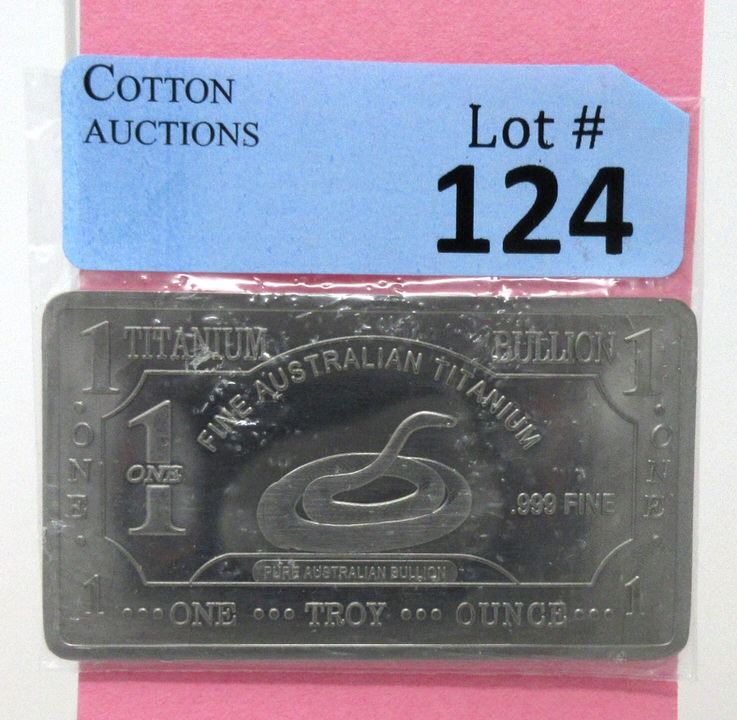 COTTON
AUCTIONS
Lot #
124
1 TITANIUM BULLION 1
FINE AUSTRALIAN TITANIUM
1
ONE
.999 FINE
·ONE·
·ONE·
PURE AUSTRALIAN BULLION
1 ···ONE ··· TROY ··· OUNCE··· 1